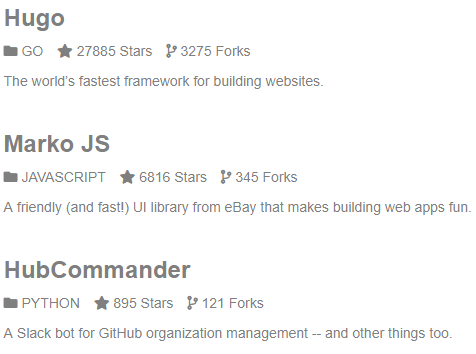 Hugo
GO 27885 Stars 3275 Forks
The world's fastest framework for building websites.
Marko JS
JAVASCRIPT 6816 Stars 345 Forks
A friendly (and fast!) UI library from eBay that makes building web apps fun.
HubCommander
PYTHON 895 Stars 121 Forks
A Slack bot for GitHub organization management -- and other things too.